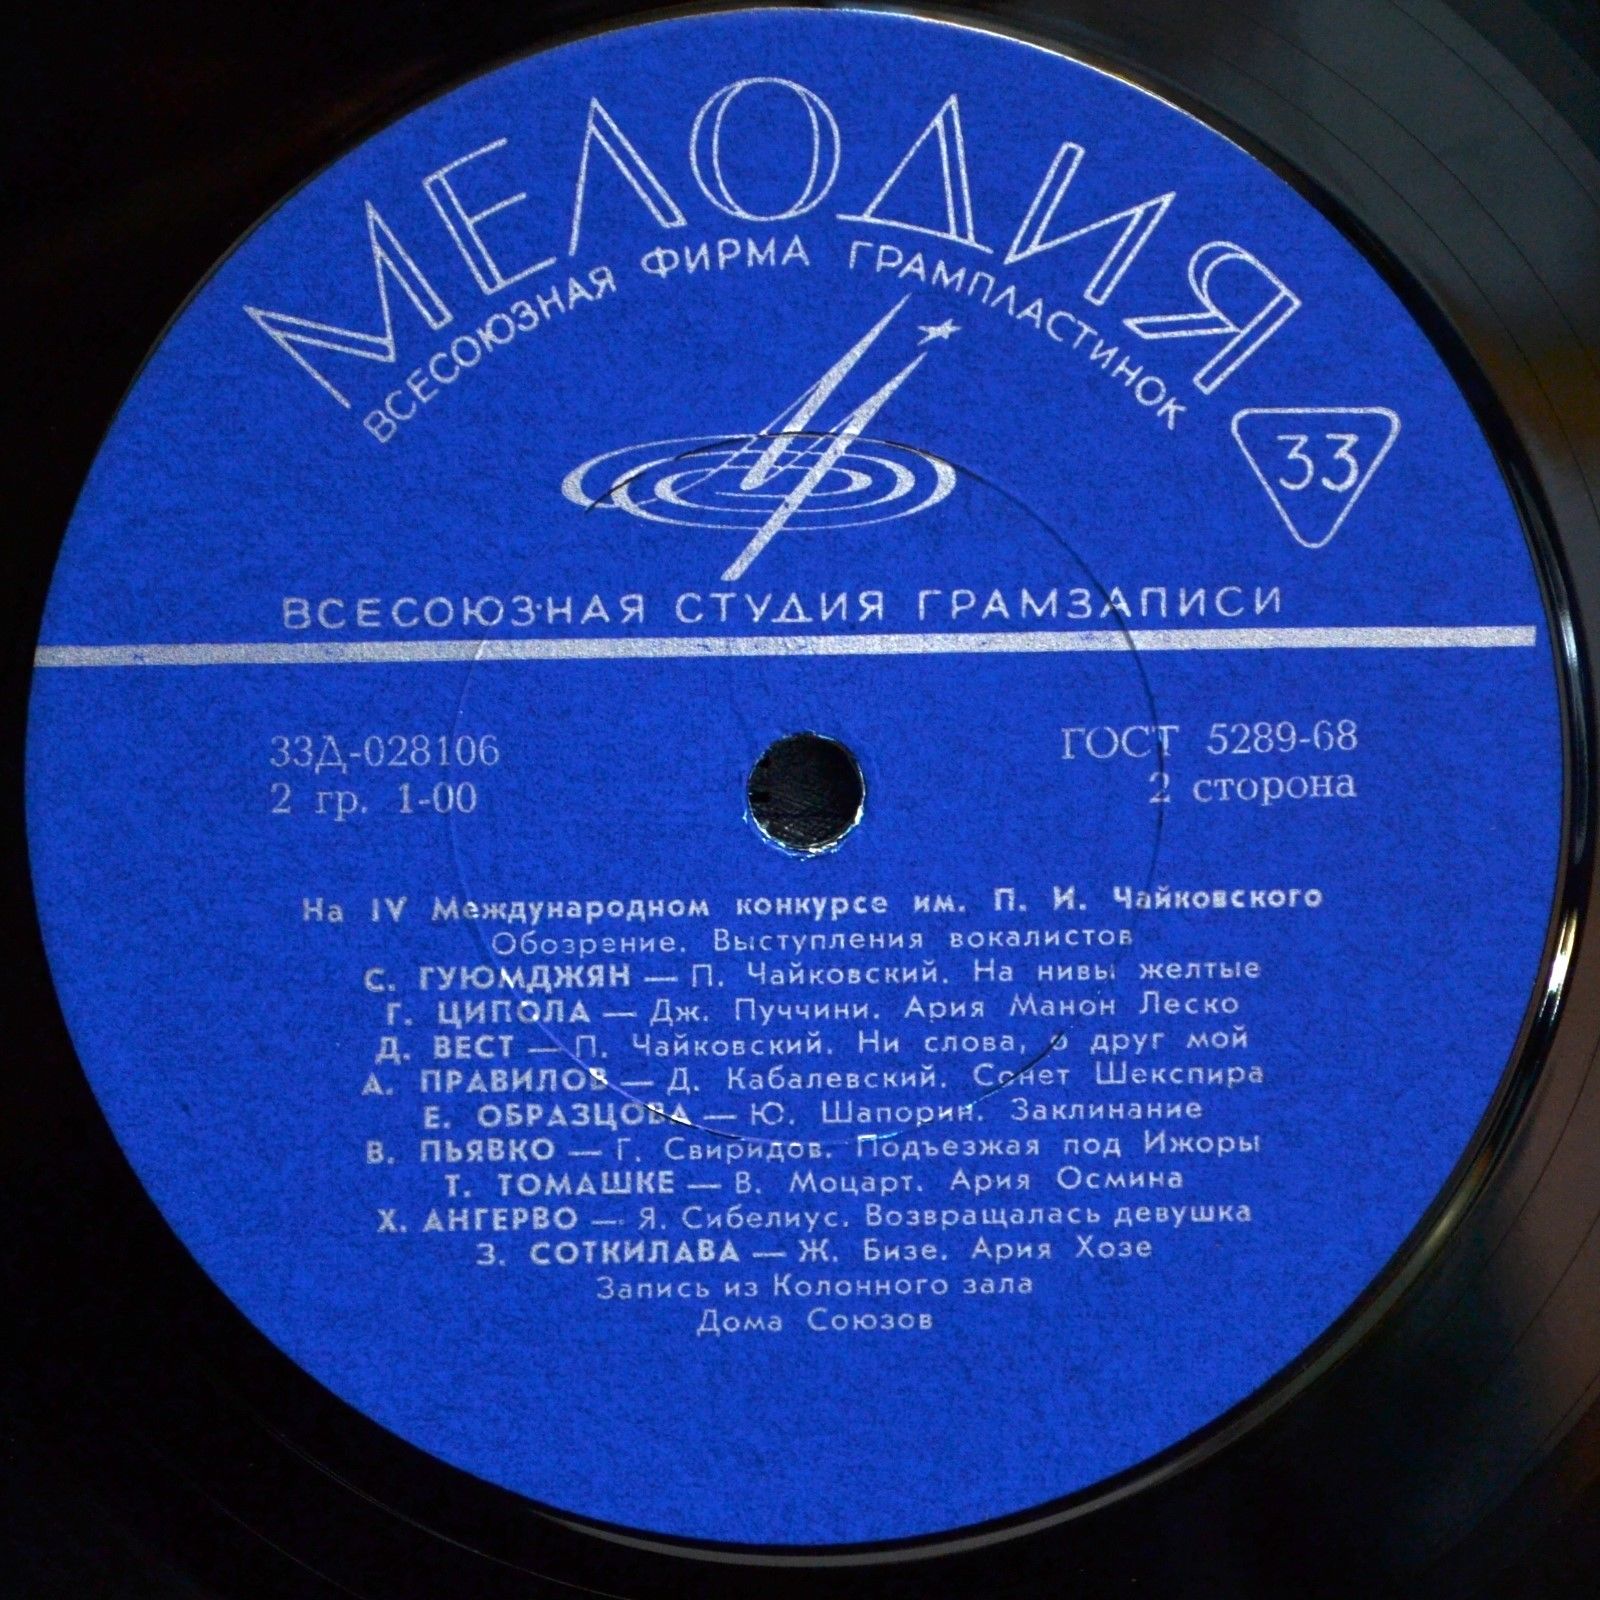 МЕЛОДИЯ
ВСЕСОЮЗНАЯ ФИРМА ГРАМПЛАСТИНОК
33
ВСЕСОЮЗНАЯ СТУДИЯ ГРАМЗАПИСИ
33Д-028106 ГОСТ 5289-68
2 гр. 1-00 2 сторона
На IV Международном конкурсе им. П. И. Чайковского
Обозрение. Выступления вокалистов
С. ГУЮМДЖЯН — П. Чайковский. На нивы желтые
Г. ЦИПОЛА — Дж. Пуччини. Ария Манон Леско
Д. ВЕСТ — П. Чайковский. Ни слова, о друг мой
А. ПРАВИЛОВ — Д. Кабалевский. Сонет Шекспира
Е. ОБРАЗЦОВА — Ю. Шапорин. Заклинание
В. ПЬЯВКО — Г. Свиридов. Подъезжая под Ижоры
Т. ТОМАШКЕ — В. Моцарт. Ария Осмина
Х. АНГЕРВО — Я. Сибелиус. Возвращалась девушка
З. СОТКИЛАВА — Ж. Бизе. Ария Хозе
Запись из Колонного зала
Дома Союзов